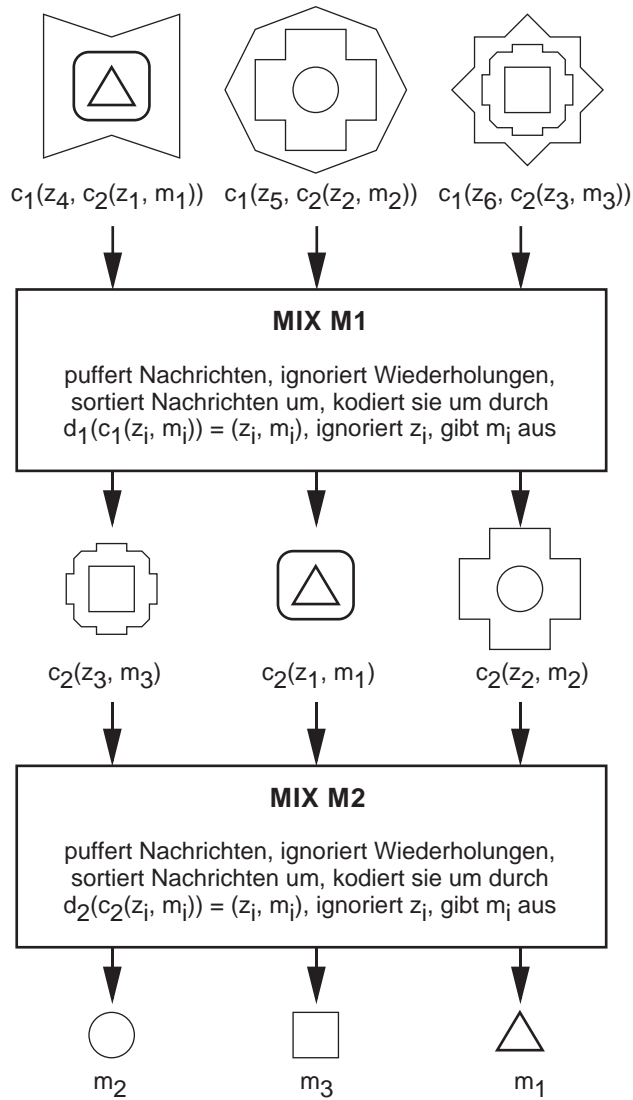 c₁(z₄, c₂(z₁, m₁)) c₁(z₅, c₂(z₂, m₂)) c₁(z₆, c₂(z₃, m₃))
MIX M1
puffert Nachrichten, ignoriert Wiederholungen,
sortiert Nachrichten um, kodiert sie um durch
d₁(c₁(zᵢ, mᵢ)) = (zᵢ, mᵢ), ignoriert zᵢ, gibt mᵢ aus
c₂(z₃, m₃) c₂(z₁, m₁) c₂(z₂, m₂)
MIX M2
puffert Nachrichten, ignoriert Wiederholungen,
sortiert Nachrichten um, kodiert sie um durch
d₂(c₂(zᵢ, mᵢ)) = (zᵢ, mᵢ), ignoriert zᵢ, gibt mᵢ aus
m₂ m₃ m₁